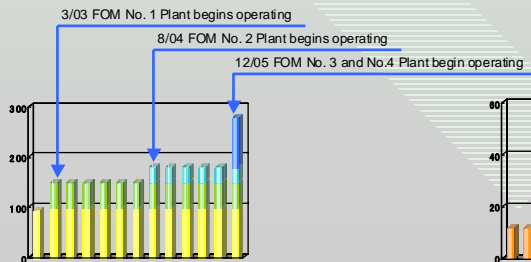 3/03 FOM No. 1 Plant begins operating
8/04 FOM No. 2 Plant begins operating
12/05 FOM No. 3 and No.4 Plant begin operating
300
200
100
0
60
40
20
0